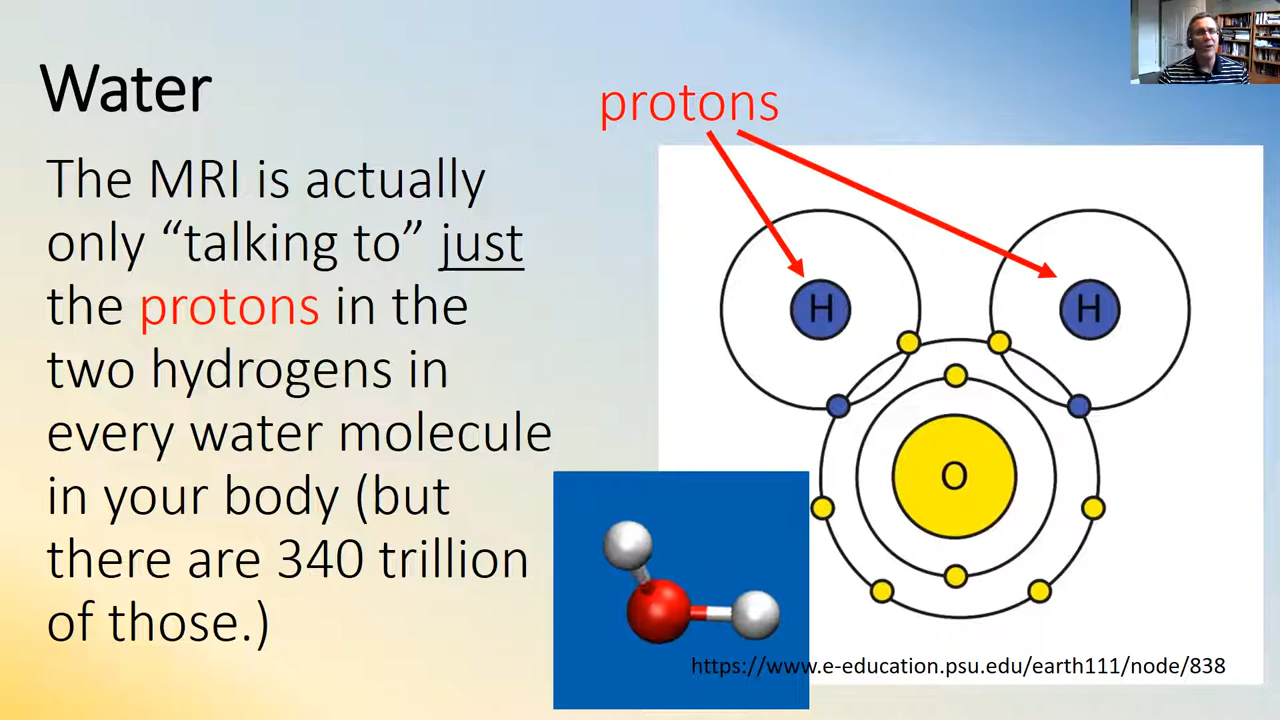 Water
The MRI is actually
only “talking to” just
the protons in the
two hydrogens in
every water molecule
in your body (but
there are 340 trillion
of those.)
protons
H
H
O
https://www.e-education.psu.edu/earth111/node/838